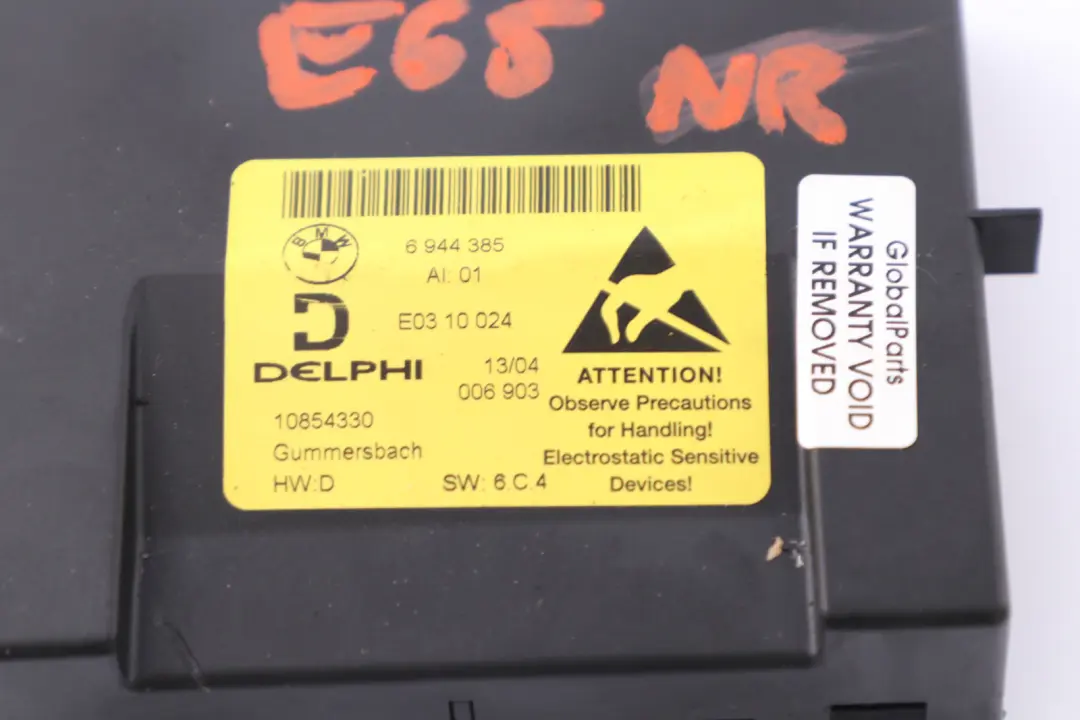 E65
NR
BMW
6 944 385
AI: 01
E03 10 024
DELPHI
13/04
006 903
10854330
Gummersbach
HW:D
SW: 6.C.4
ATTENTION!
Observe Precautions
for Handling!
Electrostatic Sensitive
Devices!
GlobalParts
WARRANTY VOID
IF REMOVED